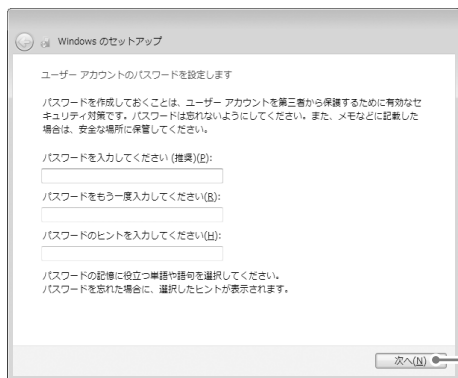 Windows のセットアップ
ユーザー アカウントのパスワードを設定します
パスワードを作成しておくことは、ユーザー アカウントを第三者から保護するために有効なセ
キュリティ対策です。パスワードは忘れないようにしてください。また、メモなどに記載した
場合は、安全な場所に保管してください。
パスワードを入力してください (推奨)(P):
パスワードをもう一度入力してください(R):
パスワードのヒントを入力してください(H):
パスワードの記憶に役立つ単語や語句を選択してください。
パスワードを忘れた場合に、選択したヒントが表示されます。
次へ(N)